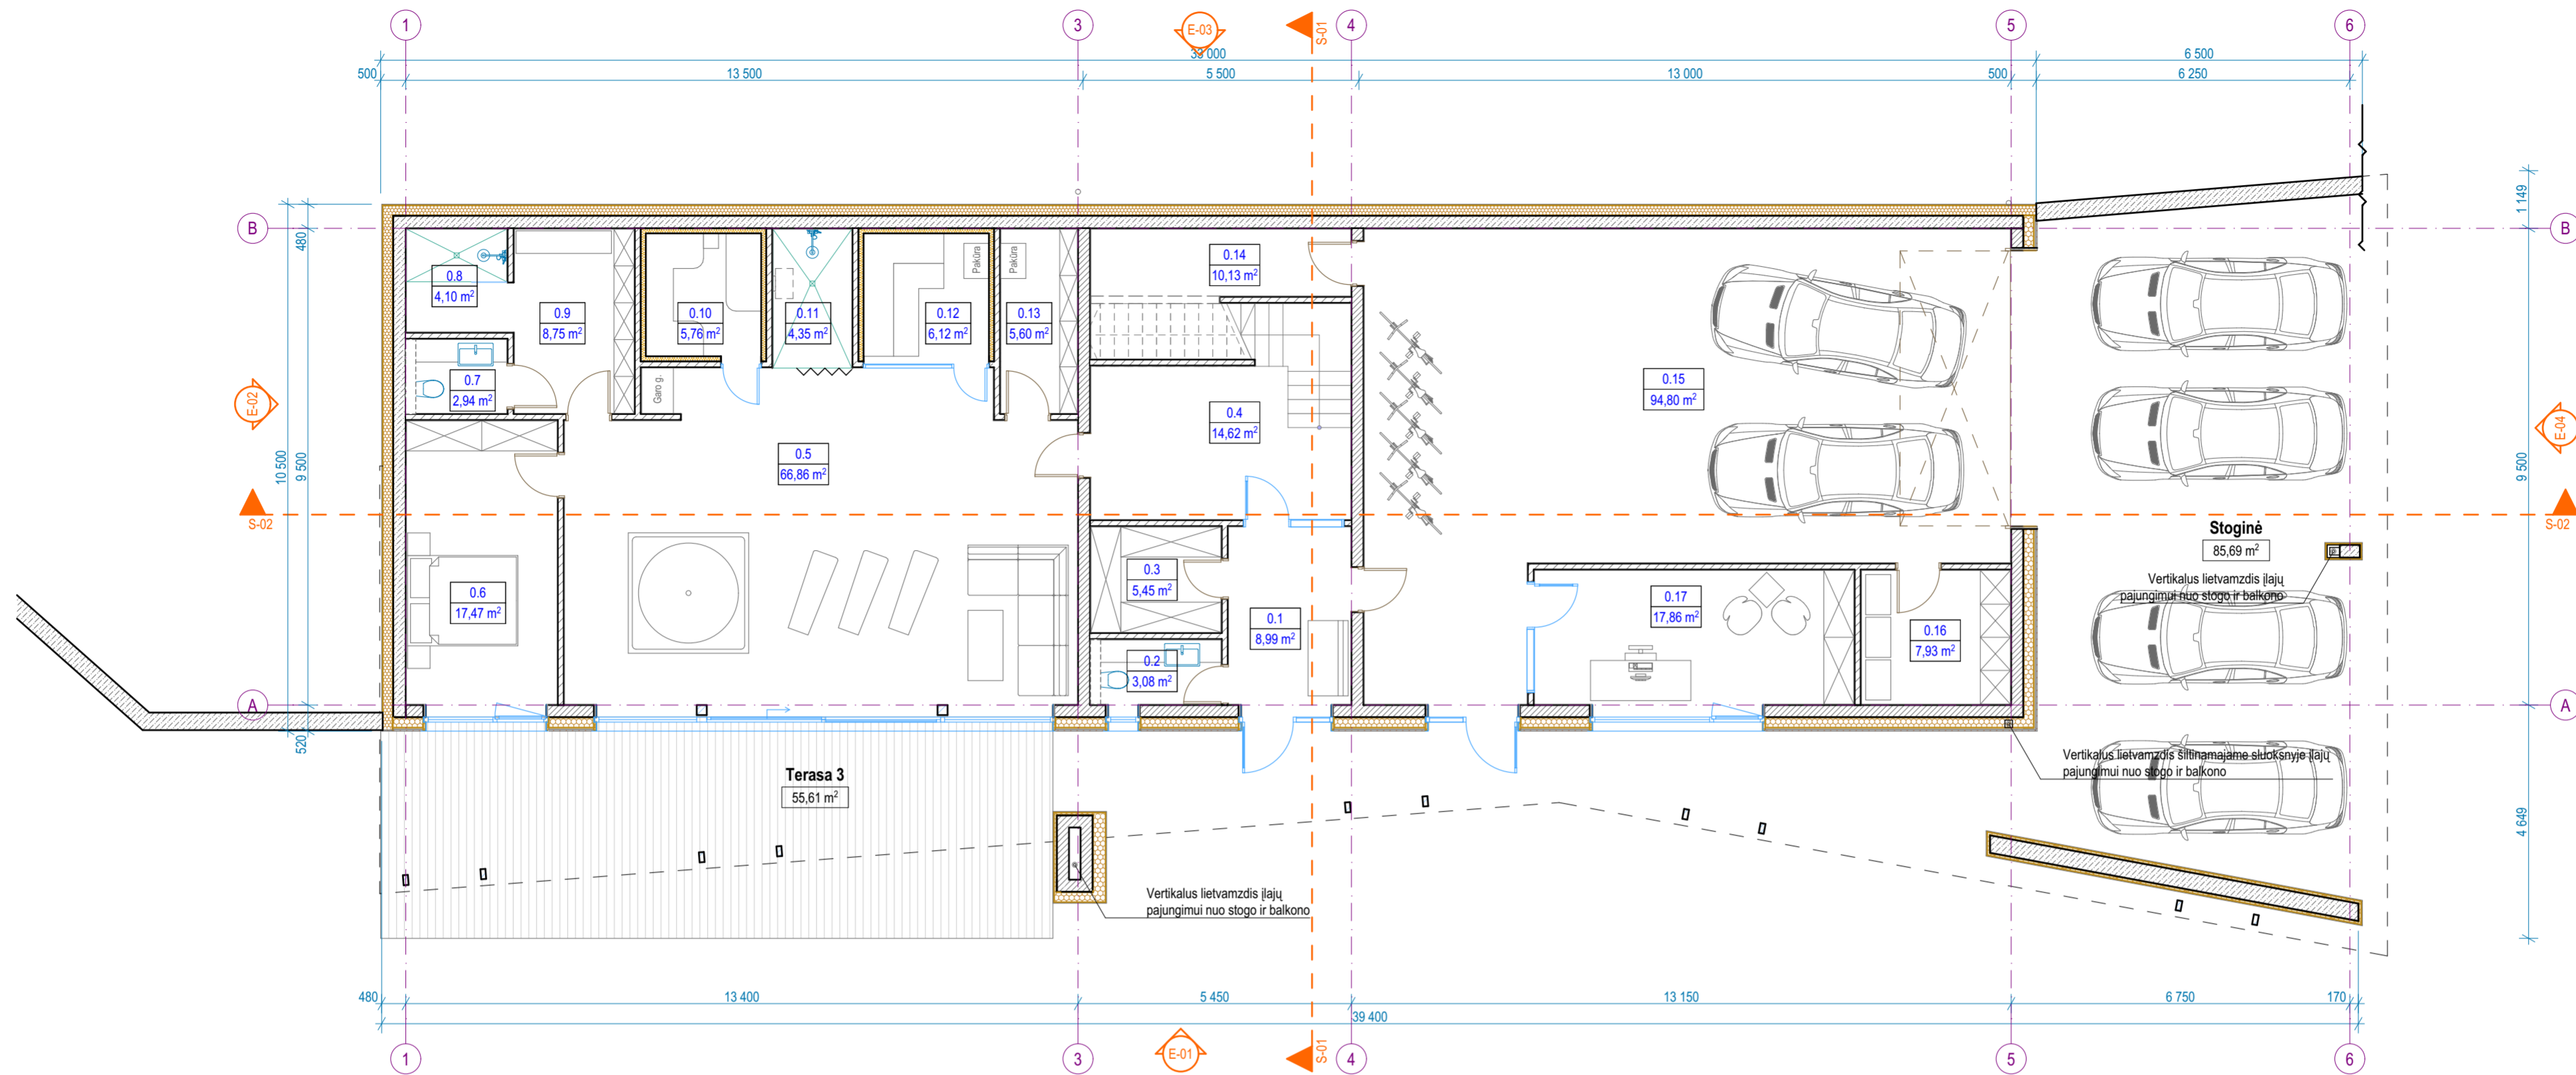 1
3
E-03
S-01
4
5
6
33 000
6 500
500
13 500
5 500
13 000
500
6 250
1 149
B
B
480
0.8
4,10 m²
0.9
8,75 m²
0.10
5,76 m²
0.11
4,35 m²
Pakūra
0.12
6,12 m²
Pakūra
0.13
5,60 m²
0.14
10,13 m²
0.7
2,94 m²
Garo g.
0.15
94,80 m²
E-02
0.4
14,62 m²
E-04
10 500
9 500
0.5
66,86 m²
9 500
S-02
S-02
Stoginė
85,69 m²
Vertikalus lietvamzdis įlajų
pajungimui nuo stogo ir balkono
0.6
17,47 m²
0.3
5,45 m²
0.1
8,99 m²
0.17
17,86 m²
0.16
7,93 m²
0.2
3,08 m²
A
A
520
Vertikalus lietvamzdis šiltinamajame sluoksnyje įlajų
pajungimui nuo stogo ir balkono
Terasa 3
55,61 m²
4 649
Vertikalus lietvamzdis įlajų
pajungimui nuo stogo ir balkono
480
13 400
5 450
13 150
6 750
170
39 400
1
3
E-01
S-01
4
5
6